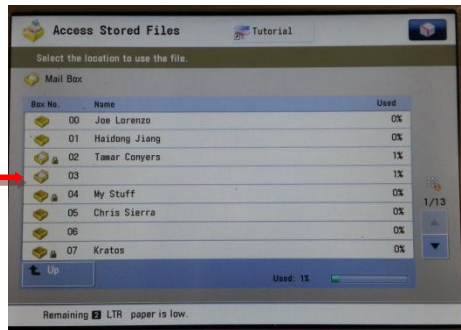 Access Stored Files
Tutorial
Select the location to use the file.
Mail Box
Box No. Name Used
00 Joe Lorenzo 0%
01 Haidong Jiang 0%
02 Tamar Conyers 1%
03 1%
04 My Stuff 0%
05 Chris Sierra 0%
06 0%
07 Kratos 0%
1/13
Up
Used: 1%
Remaining 2 LTR paper is low.